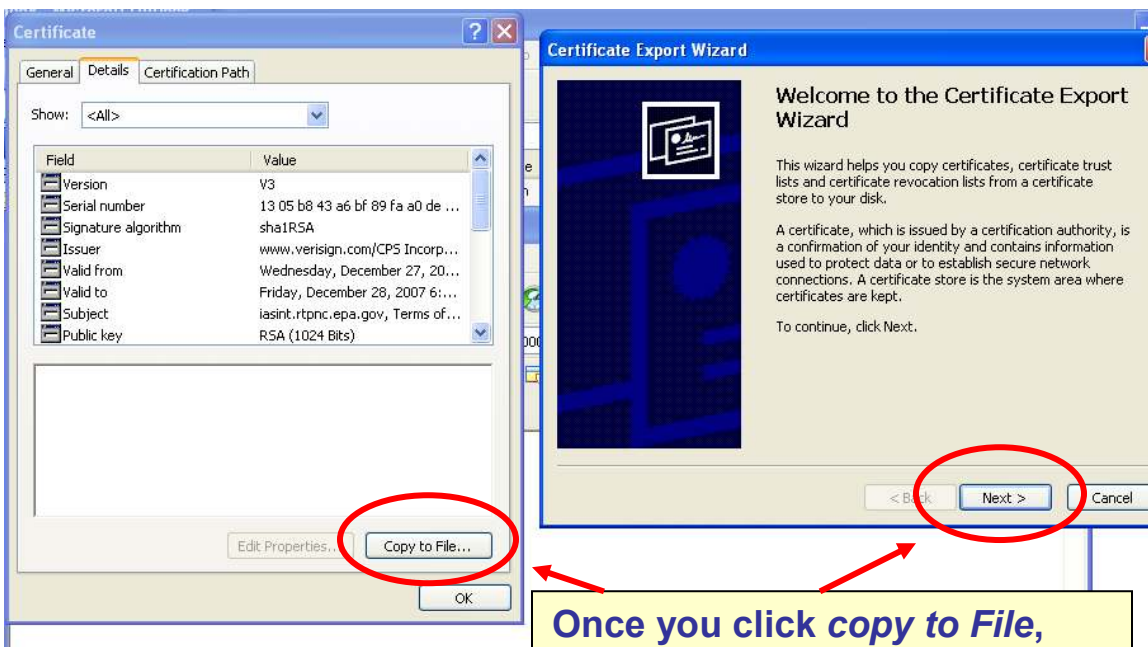 Certificate
General Details Certification Path
Show: <All>
Field Value
Version V3
Serial number 13 05 b8 43 a6 bf 89 fa a0 de ...
Signature algorithm sha1RSA
Issuer www.verisign.com/CPS Incorp...
Valid from Wednesday, December 27, 20...
Valid to Friday, December 28, 2007 6:...
Subject iasint.rtpnc.epa.gov, Terms of...
Public key RSA (1024 Bits)
Edit Properties... Copy to File...
OK
Certificate Export Wizard
Welcome to the Certificate Export
Wizard
This wizard helps you copy certificates, certificate trust
lists and certificate revocation lists from a certificate
store to your disk.
A certificate, which is issued by a certification authority, is
a confirmation of your identity and contains information
used to protect data or to establish secure network
connections. A certificate store is the system area where
certificates are kept.
To continue, click Next.
< Back Next > Cancel
Once you click copy to File,